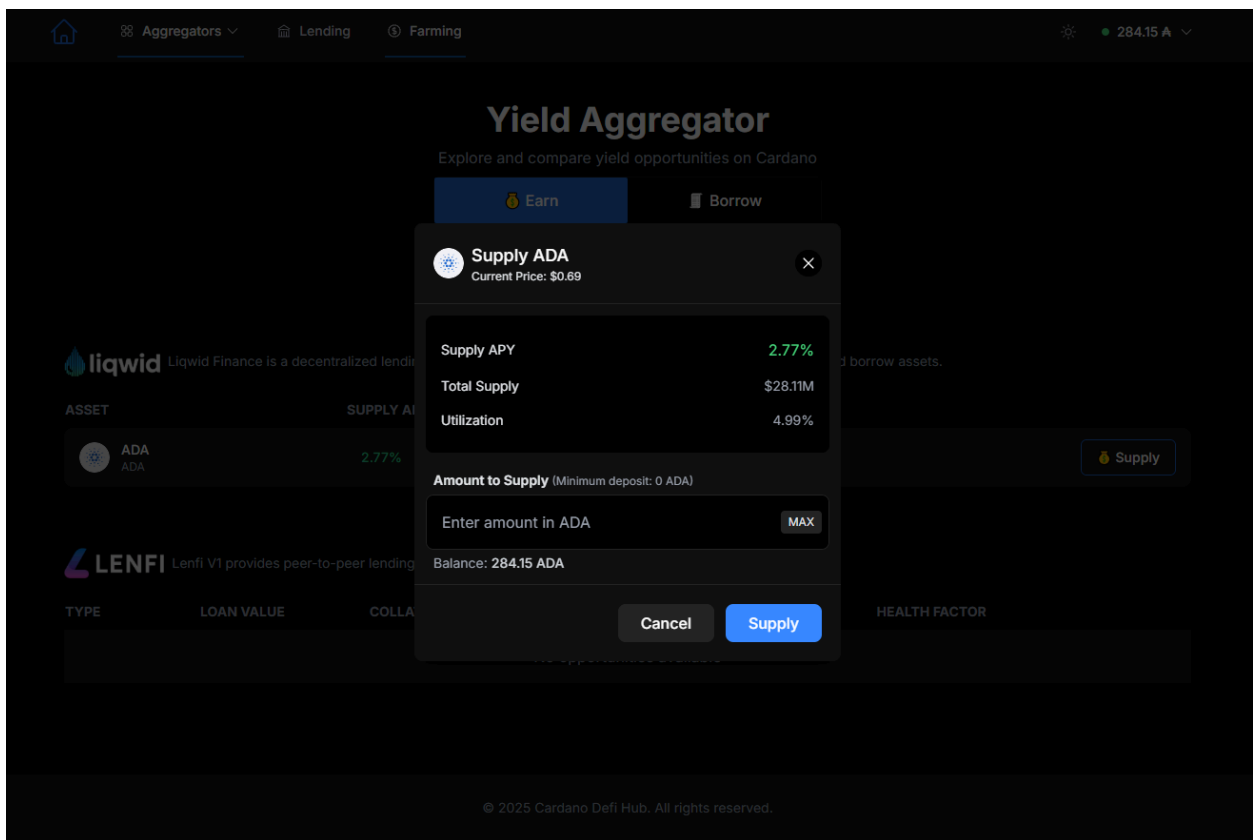 Aggregators Lending Farming 284.15 ₳
Yield Aggregator
Explore and compare yield opportunities on Cardano
Earn Borrow
Supply ADA
Current Price: $0.69
Supply APY 2.77%
Total Supply $28.11M
Utilization 4.99%
Amount to Supply (Minimum deposit: 0 ADA)
Enter amount in ADA MAX
Balance: 284.15 ADA
Cancel Supply
liqwid Liqwid Finance is a decentralized borrow assets.
ASSET SUPPLY
ADA
ADA
2.77% Supply
LENFI Lenfi V1 provides peer-to-peer lending
TYPE LOAN VALUE HEALTH FACTOR
© 2025 Cardano Defi Hub. All rights reserved.